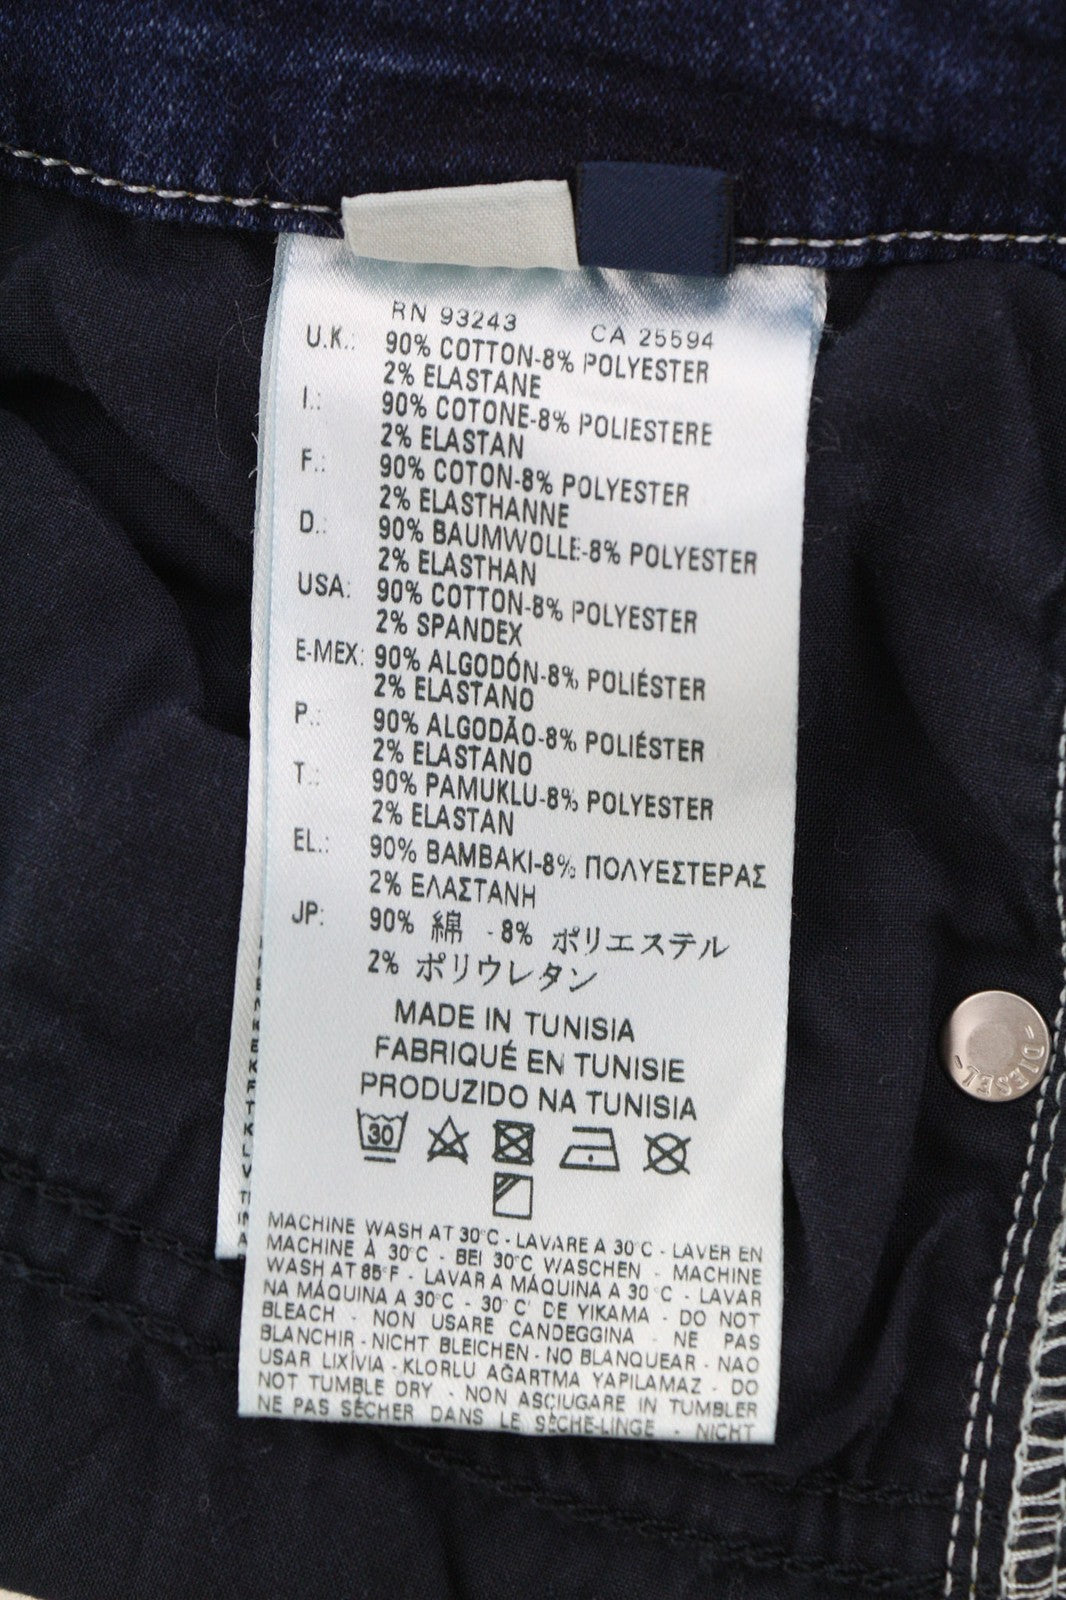 RN 93243 CA 25594
U.K.: 90% COTTON-8% POLYESTER
2% ELASTANE
I.: 90% COTONE-8% POLIESTERE
2% ELASTAN
F.: 90% COTON-8% POLYESTER
2% ELASTHANNE
D.: 90% BAUMWOLLE-8% POLYESTER
2% ELASTHAN
USA: 90% COTTON-8% POLYESTER
2% SPANDEX
E-MEX: 90% ALGODÓN-8% POLIÉSTER
2% ELASTANO
P.: 90% ALGODÃO-8% POLIÉSTER
2% ELASTANO
T.: 90% PAMUKLU-8% POLYESTER
2% ELASTAN
EL.: 90% BAMBAKI-8% ΠΟΛΥΕΣΤΕΡΑΣ
2% ΕΛΑΣΤΑΝΗ
JP: 90% 綿 - 8% ポリエステル
2% ポリウレタン
MADE IN TUNISIA
FABRIQUÉ EN TUNISIE
PRODUZIDO NA TUNISIA
30
MACHINE WASH AT 30°C - LAVARE A 30°C - LAVER EN
MACHINE À 30°C - BEI 30°C WASCHEN - MACHINE
WASH AT 85°F - LAVAR A MÁQUINA A 30 °C - LAVAR
NA MÁQUINA A 30°C - 30°C' DE YIKAMA - DO NOT
BLEACH - NON USARE CANDEGGINA - NE PAS
BLANCHIR - NICHT BLEICHEN - NO BLANQUEAR - NAO
USAR LIXÍVIA - KLORLU AĞARTMA YAPILAMAZ - DO
NOT TUMBLE DRY - NON ASCIUGARE IN TUMBLER
NE PAS SÉCHER DANS LE SÈCHE-LINGE - NICHT
-DIESEL-